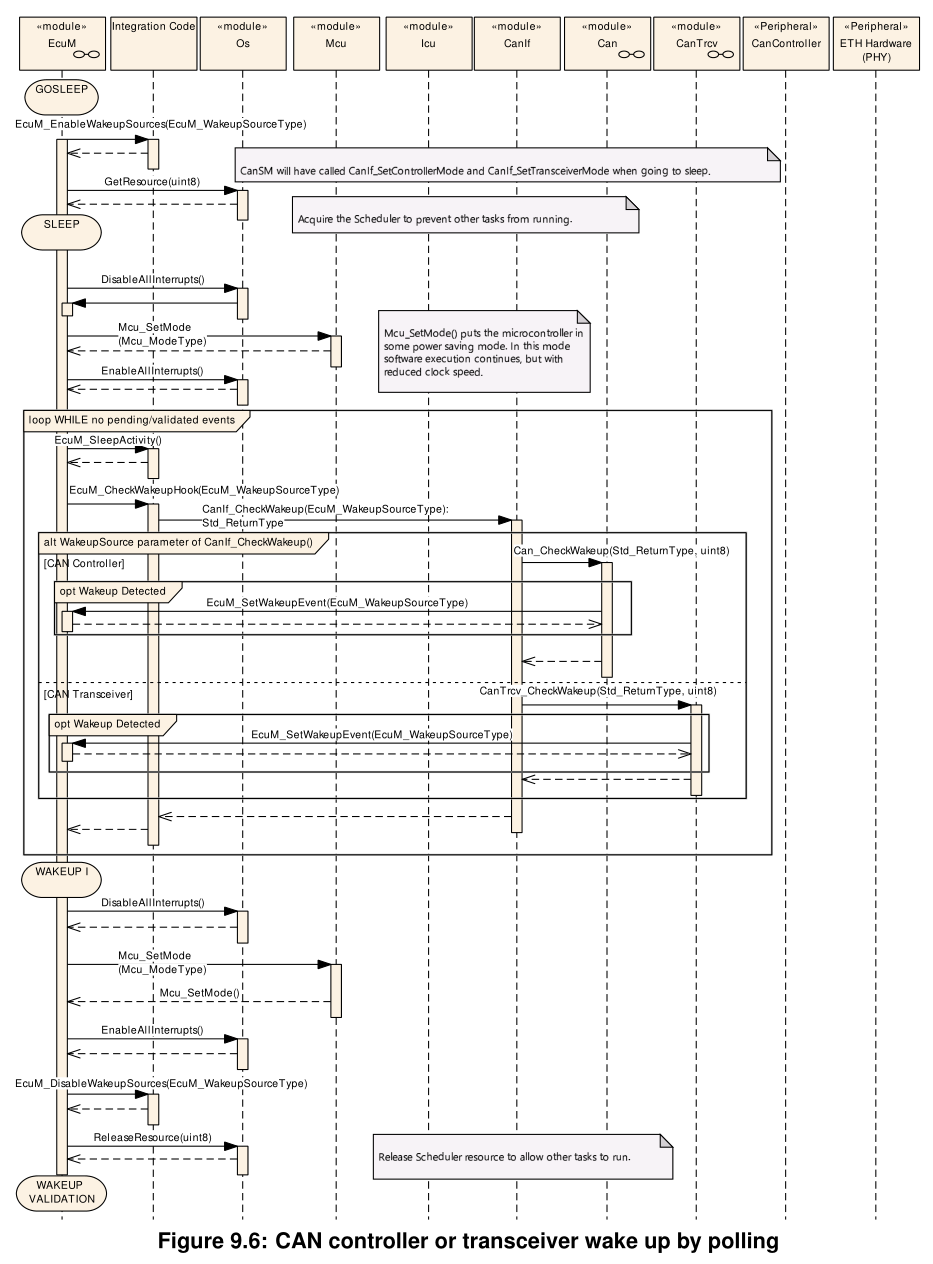 «module»
EcuM
Integration Code
«module»
Os
«module»
Mcu
«module»
Icu
«module»
CanIf
«module»
Can
«module»
CanTrcv
«Peripheral»
CanController
«Peripheral»
ETH Hardware
(PHY)
GOSLEEP
EcuM_EnableWakeupSources(EcuM_WakeupSourceType)
CanSM will have called CanIf_SetControllerMode and CanIf_SetTransceiverMode when going to sleep.
GetResource(uint8)
Acquire the Scheduler to prevent other tasks from running.
SLEEP
DisableAllInterrupts()
Mcu_SetMode
(Mcu_ModeType)
Mcu_SetMode() puts the microcontroller in
some power saving mode. In this mode
software execution continues, but with
reduced clock speed.
EnableAllInterrupts()
loop WHILE no pending/validated events
EcuM_SleepActivity()
EcuM_CheckWakeupHook(EcuM_WakeupSourceType)
CanIf_CheckWakeup(EcuM_WakeupSourceType):
Std_ReturnType
alt WakeupSource parameter of CanIf_CheckWakeup()
Can_CheckWakeup(Std_ReturnType, uint8)
[CAN Controller]
opt Wakeup Detected
EcuM_SetWakeupEvent(EcuM_WakeupSourceType)
[CAN Transceiver]
CanTrcv_CheckWakeup(Std_ReturnType, uint8)
opt Wakeup Detected
EcuM_SetWakeupEvent(EcuM_WakeupSourceType)
WAKEUP I
DisableAllInterrupts()
Mcu_SetMode
(Mcu_ModeType)
Mcu_SetMode()
EnableAllInterrupts()
EcuM_DisableWakeupSources(EcuM_WakeupSourceType)
ReleaseResource(uint8)
Release Scheduler resource to allow other tasks to run.
WAKEUP
VALIDATION
Figure 9.6: CAN controller or transceiver wake up by polling